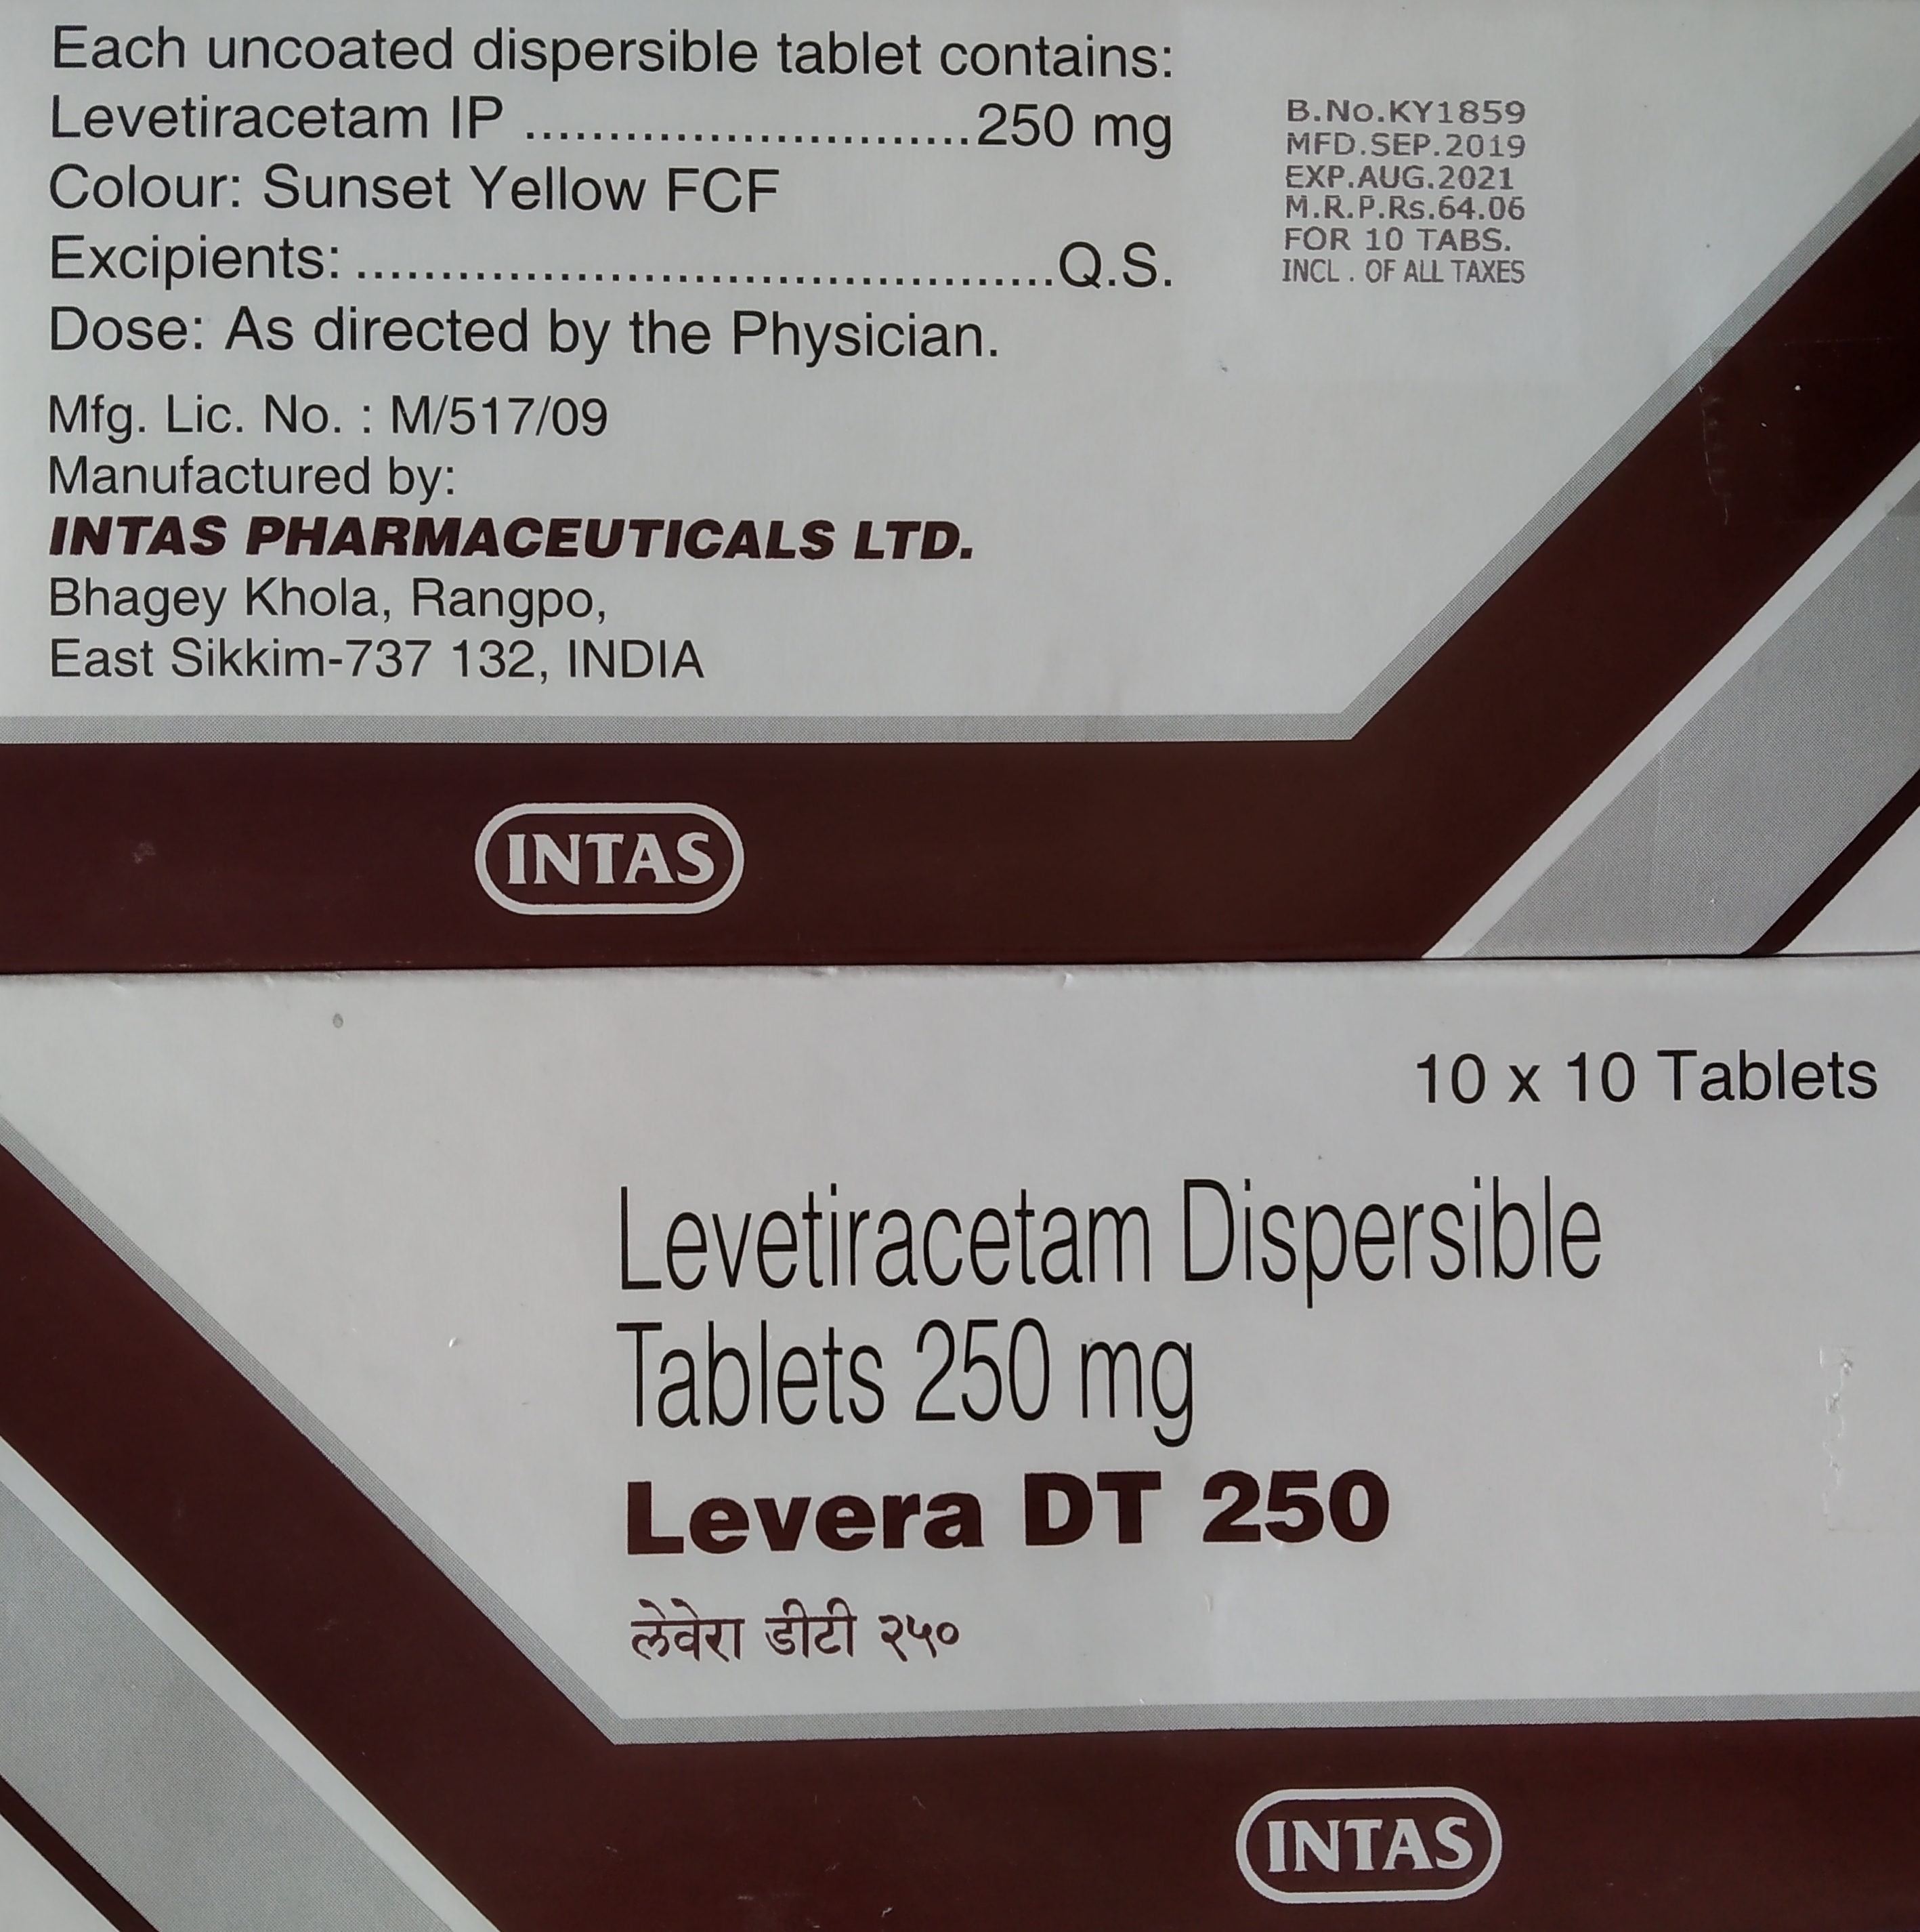 Each uncoated dispersible tablet contains:
Levetiracetam IP ..........................250 mg
Colour: Sunset Yellow FCF
Excipients: ..........................................Q.S.
Dose: As directed by the Physician.
Mfg. Lic. No. : M/517/09
Manufactured by:
INTAS PHARMACEUTICALS LTD.
Bhagey Khola, Rangpo,
East Sikkim-737 132, INDIA
B.No.KY1859
MFD.SEP.2019
EXP.AUG.2021
M.R.P.Rs.64.06
FOR 10 TABS.
INCL . OF ALL TAXES
INTAS
10 x 10 Tablets
Levetiracetam Dispersible
Tablets 250 mg
Levera DT 250
लेवेरा डीटी २५०
INTAS